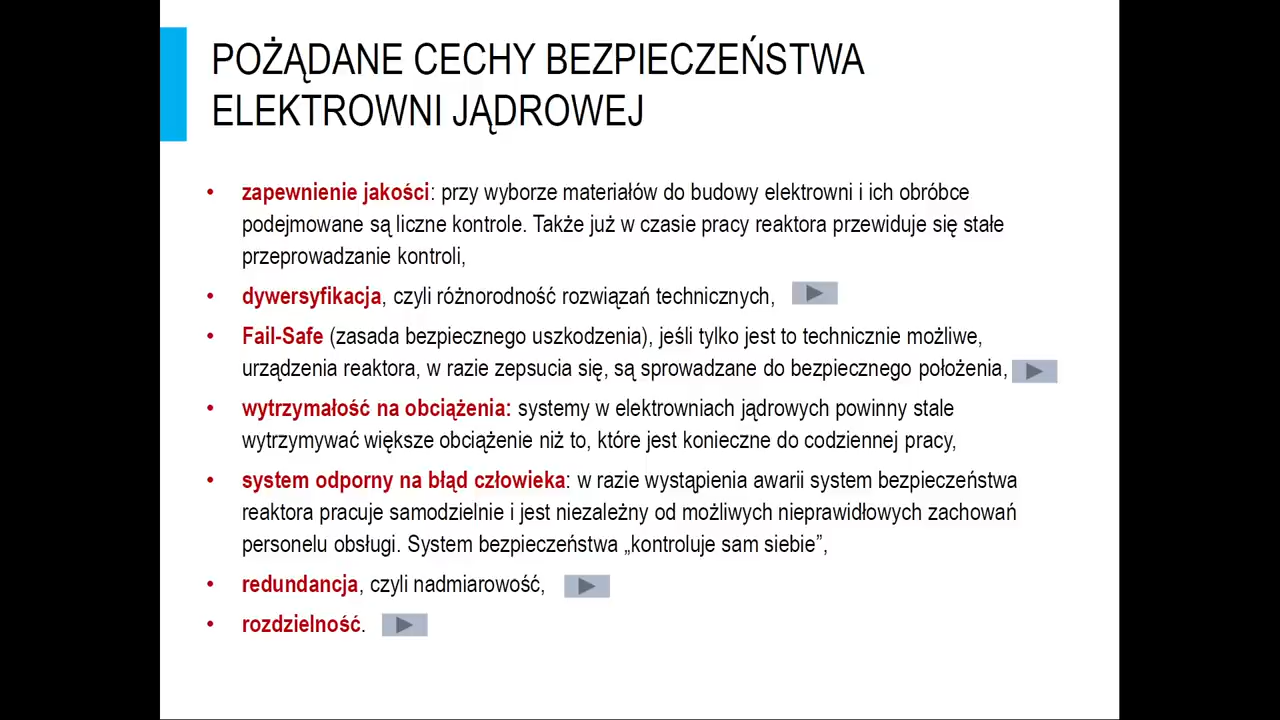 POŻĄDANE CECHY BEZPIECZEŃSTWA
ELEKTROWNI JĄDROWEJ
• zapewnienie jakości: przy wyborze materiałów do budowy elektrowni i ich obróbce
podejmowane są liczne kontrole. Także już w czasie pracy reaktora przewiduje się stałe
przeprowadzanie kontroli,
• dywersyfikacja, czyli różnorodność rozwiązań technicznych,
• Fail-Safe (zasada bezpiecznego uszkodzenia), jeśli tylko jest to technicznie możliwe,
urządzenia reaktora, w razie zepsucia się, są sprowadzane do bezpiecznego położenia,
• wytrzymałość na obciążenia: systemy w elektrowniach jądrowych powinny stale
wytrzymywać większe obciążenie niż to, które jest konieczne do codziennej pracy,
• system odporny na błąd człowieka: w razie wystąpienia awarii system bezpieczeństwa
reaktora pracuje samodzielnie i jest niezależny od możliwych nieprawidłowych zachowań
personelu obsługi. System bezpieczeństwa „kontroluje sam siebie”,
• redundancja, czyli nadmiarowość,
• rozdzielność.